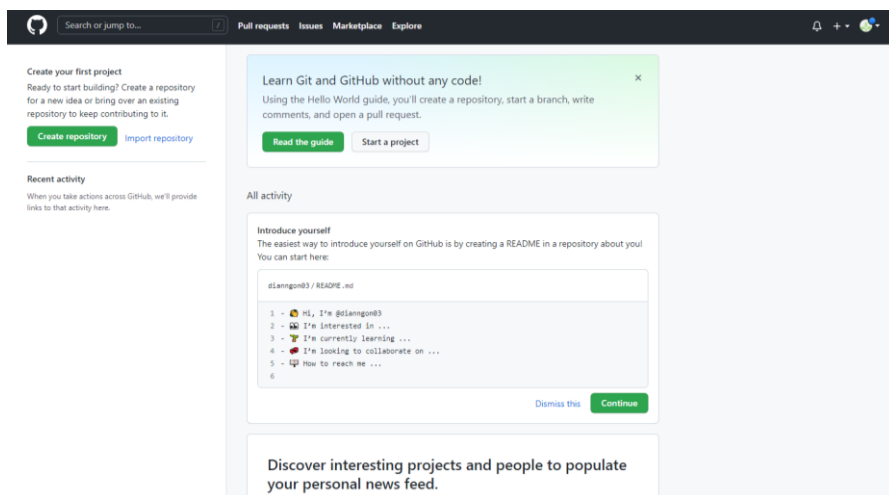 Search or jump to... /
Pull requests Issues Marketplace Explore
Create your first project
Ready to start building? Create a repository
for a new idea or bring over an existing
repository to keep contributing to it.
Create repository Import repository
Recent activity
When you take actions across GitHub, we'll provide
links to that activity here.
Learn Git and GitHub without any code!
Using the Hello World guide, you'll create a repository, start a branch, write
comments, and open a pull request.
Read the guide Start a project
All activity
Introduce yourself
The easiest way to introduce yourself on GitHub is by creating a README in a repository about you!
You can start here:
dianngon03 / README.md
1 - 👋 Hi, I'm @dianngon03
2 - 👀 I'm interested in ...
3 - 🌱 I'm currently learning ...
4 - 💞️ I'm looking to collaborate on ...
5 - 📫 How to reach me ...
6
Dismiss this Continue
Discover interesting projects and people to populate
your personal news feed.